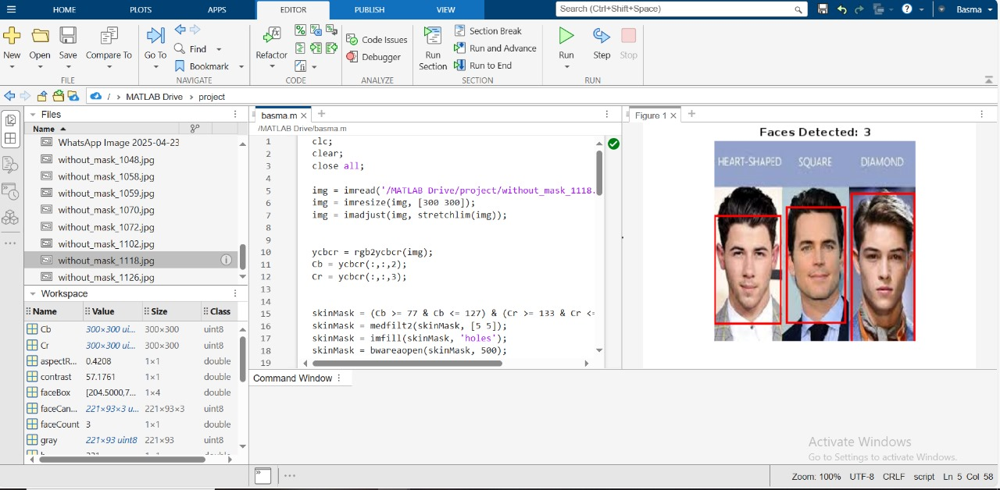 HOME PLOTS APPS EDITOR PUBLISH VIEW Search (Ctrl+Shift+Space) ? Basma
New Open Save Compare To Go To Find Bookmark Refactor Code Issues Debugger Run Section Section Break Run and Advance Run to End Run Step Stop
FILE NAVIGATE CODE ANALYZE SECTION RUN
/ > MATLAB Drive > project
Files
Name
WhatsApp Image 2025-04-23
without_mask_1048.jpg
without_mask_1058.jpg
without_mask_1059.jpg
without_mask_1070.jpg
without_mask_1072.jpg
without_mask_1102.jpg
without_mask_1118.jpg
without_mask_1126.jpg
Workspace
Name Value Size Class
Cb 300×300 ui... 300×300 uint8
Cr 300×300 ui... 300×300 uint8
aspectR... 0.4208 1×1 double
contrast 57.1761 1×1 double
faceBox [204.5000,7... 1×4 double
faceCan... 221×93×3 u... 221×93×3 uint8
faceCount 3 1×1 double
gray 221×93 uint8 221×93 uint8
basma.m
/MATLAB Drive/basma.m
1 clc;
2 clear;
3 close all;
4
5 img = imread('/MATLAB Drive/project/without_mask_1118.
6 img = imresize(img, [300 300]);
7 img = imadjust(img, stretchlim(img));
8
9
10 ycbcr = rgb2ycbcr(img);
11 Cb = ycbcr(:,:,2);
12 Cr = ycbcr(:,:,3);
13
14
15 skinMask = (Cb >= 77 & Cb <= 127) & (Cr >= 133 & Cr <=
16 skinMask = medfilt2(skinMask, [5 5]);
17 skinMask = imfill(skinMask, 'holes');
18 skinMask = bwareaopen(skinMask, 500);
19
Figure 1
Faces Detected: 3
HEART-SHAPED SQUARE DIAMOND
Command Window
Activate Windows
Go to Settings to activate Windows.
Zoom: 100% UTF-8 CRLF script Ln 5 Col 58